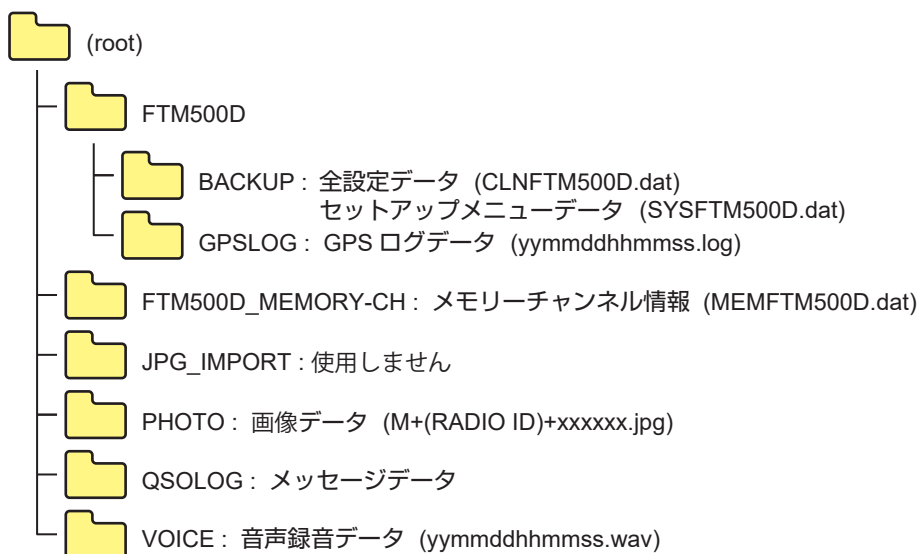 (root)
FTM500D
BACKUP : 全設定データ (CLNFTM500D.dat)
セットアップメニューデータ (SYSFTM500D.dat)
GPSLOG : GPS ログデータ (yymmddhhmmss.log)
FTM500D_MEMORY-CH : メモリーチャンネル情報 (MEMFTM500D.dat)
JPG_IMPORT : 使用しません
PHOTO : 画像データ (M+(RADIO ID)+xxxxxx.jpg)
QSOLOG : メッセージデータ
VOICE : 音声録音データ (yymmddhhmmss.wav)